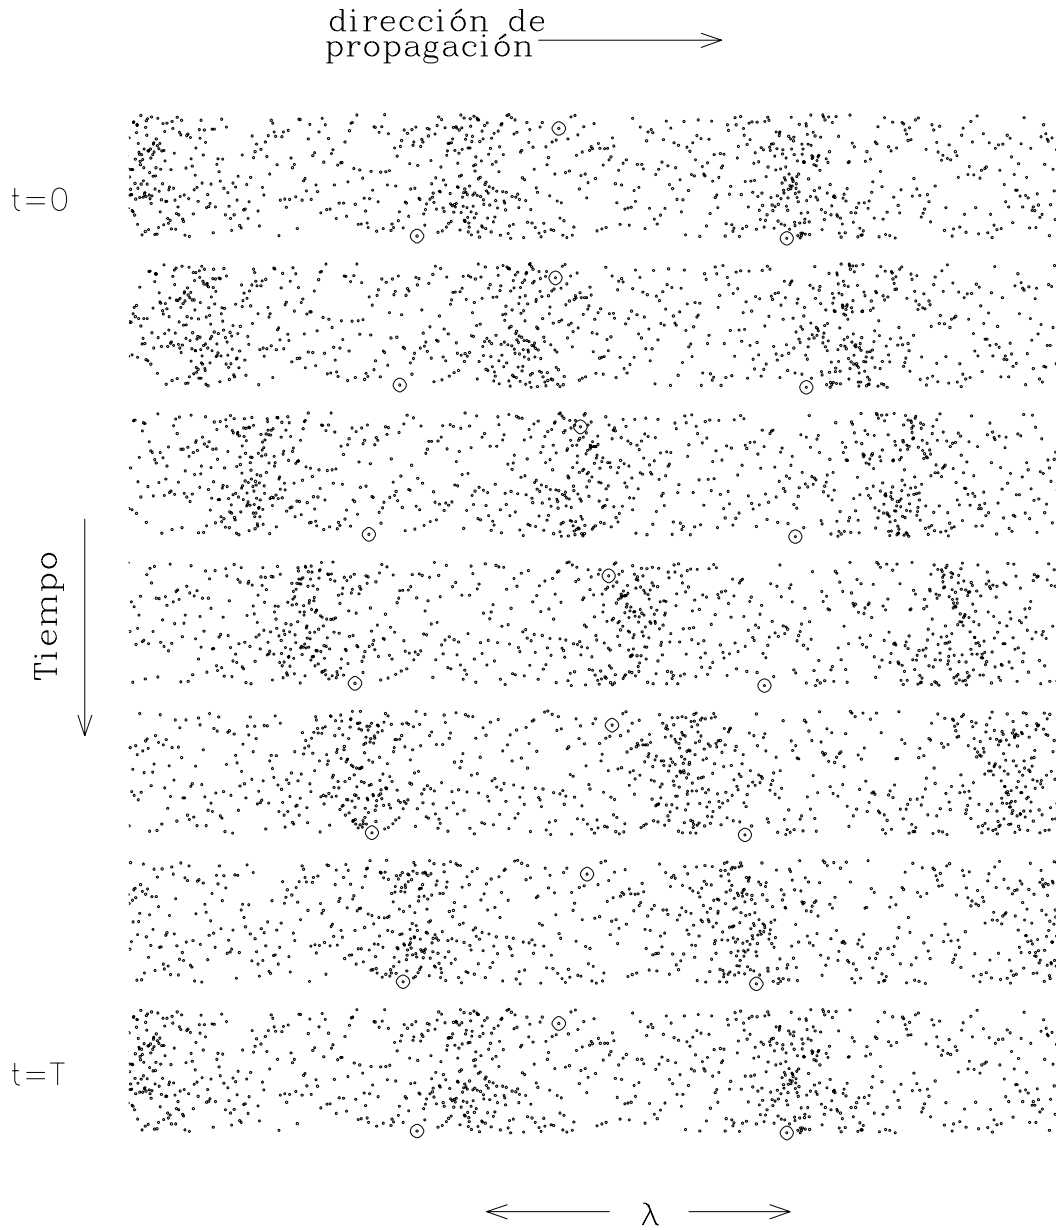 dirección de
propagación
t=0
Tiempo
t=T
λ